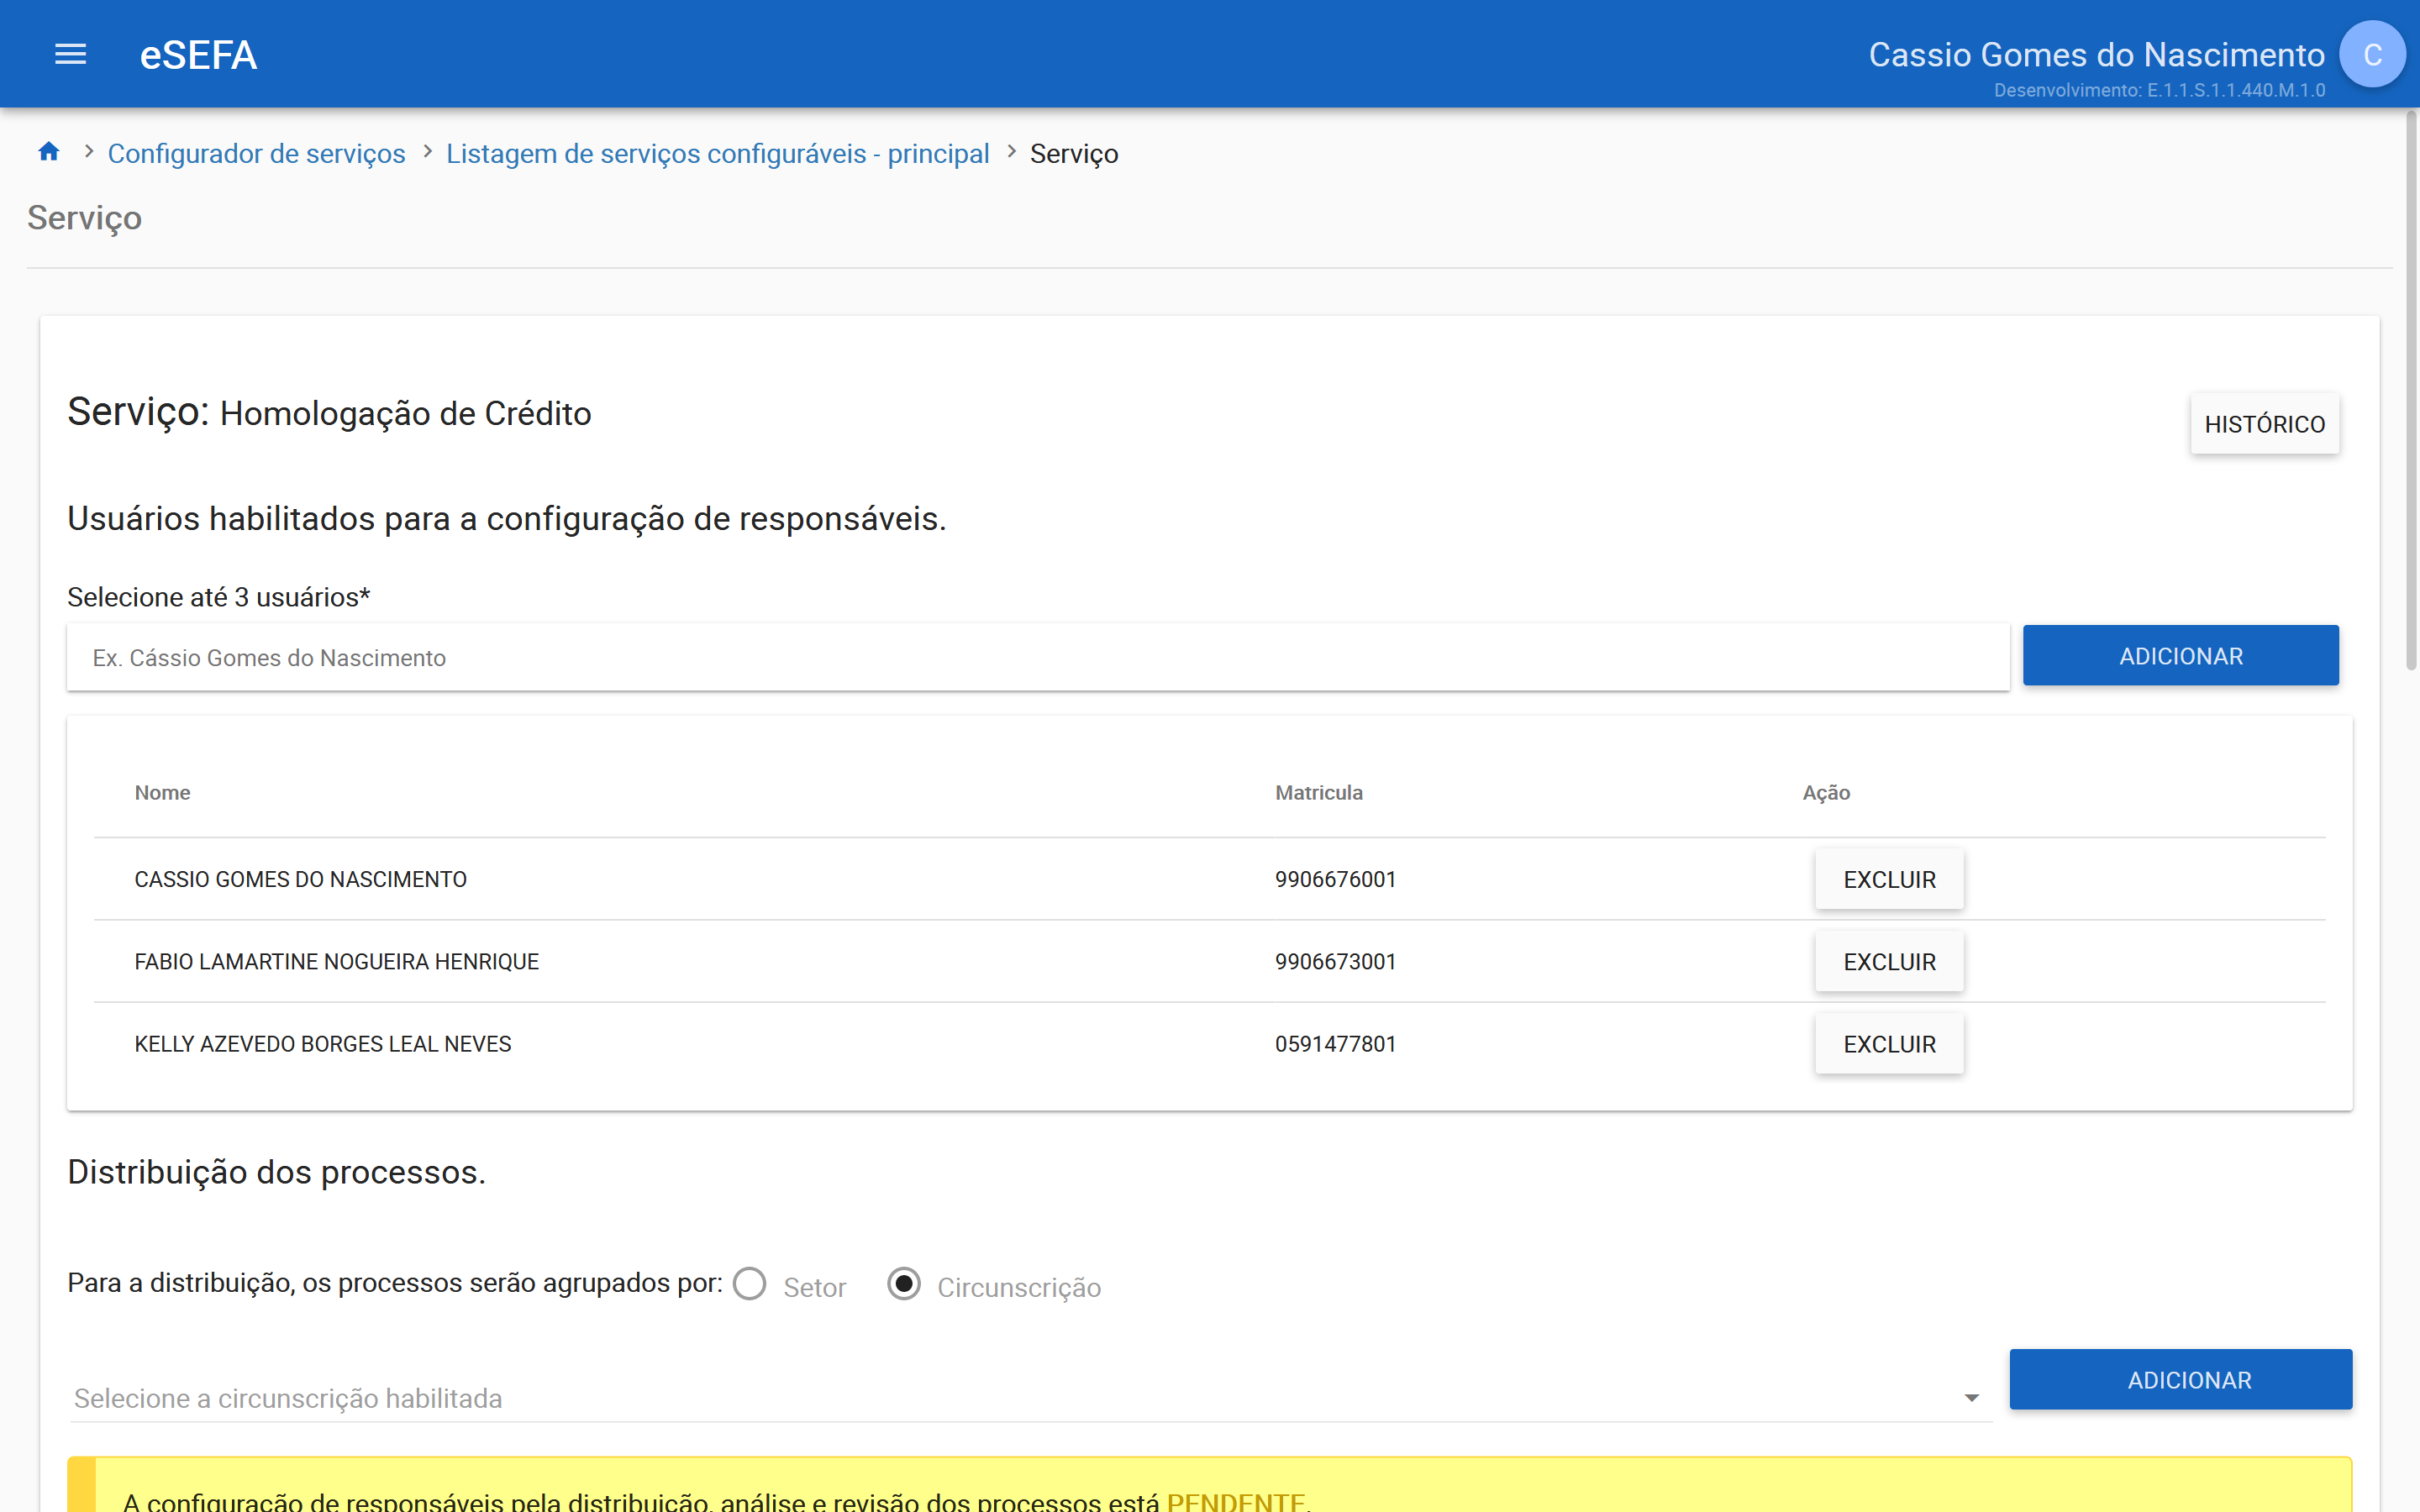 eSEFA
Cassio Gomes do Nascimento
C
Desenvolvimento: E.1.1.S.1.1.440.M.1.0
Configurador de serviços
Listagem de serviços configuráveis - principal
Serviço
Serviço
Serviço: Homologação de Crédito
HISTÓRICO
Usuários habilitados para a configuração de responsáveis.
Selecione até 3 usuários*
Ex. Cássio Gomes do Nascimento
ADICIONAR
Nome Matricula Ação
CASSIO GOMES DO NASCIMENTO 9906676001 EXCLUIR
FABIO LAMARTINE NOGUEIRA HENRIQUE 9906673001 EXCLUIR
KELLY AZEVEDO BORGES LEAL NEVES 0591477801 EXCLUIR
Distribuição dos processos.
Para a distribuição, os processos serão agrupados por: Setor Circunscrição
Selecione a circunscrição habilitada
ADICIONAR
A configuração de responsáveis pela distribuição, análise e revisão dos processos está PENDENTE.